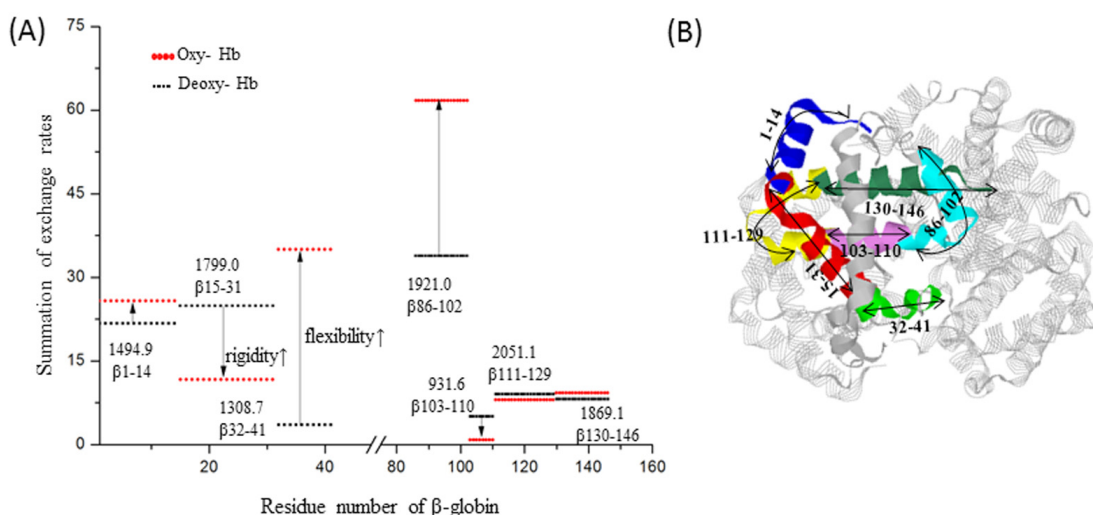 (A)
75
60
45
30
15
0
Summation of exchange rates
Oxy- Hb
Deoxy- Hb
1494.9
β1-14
1799.0
β15-31
rigidity↑
1308.7
β32-41
flexibility↑
1921.0
β86-102
931.6
β103-110
2051.1
β111-129
1869.1
β130-146
20 40 80 100 120 140 160
Residue number of β-globin
(B)
1-14
130-146
86-102
111-129
103-110
15-31
32-41